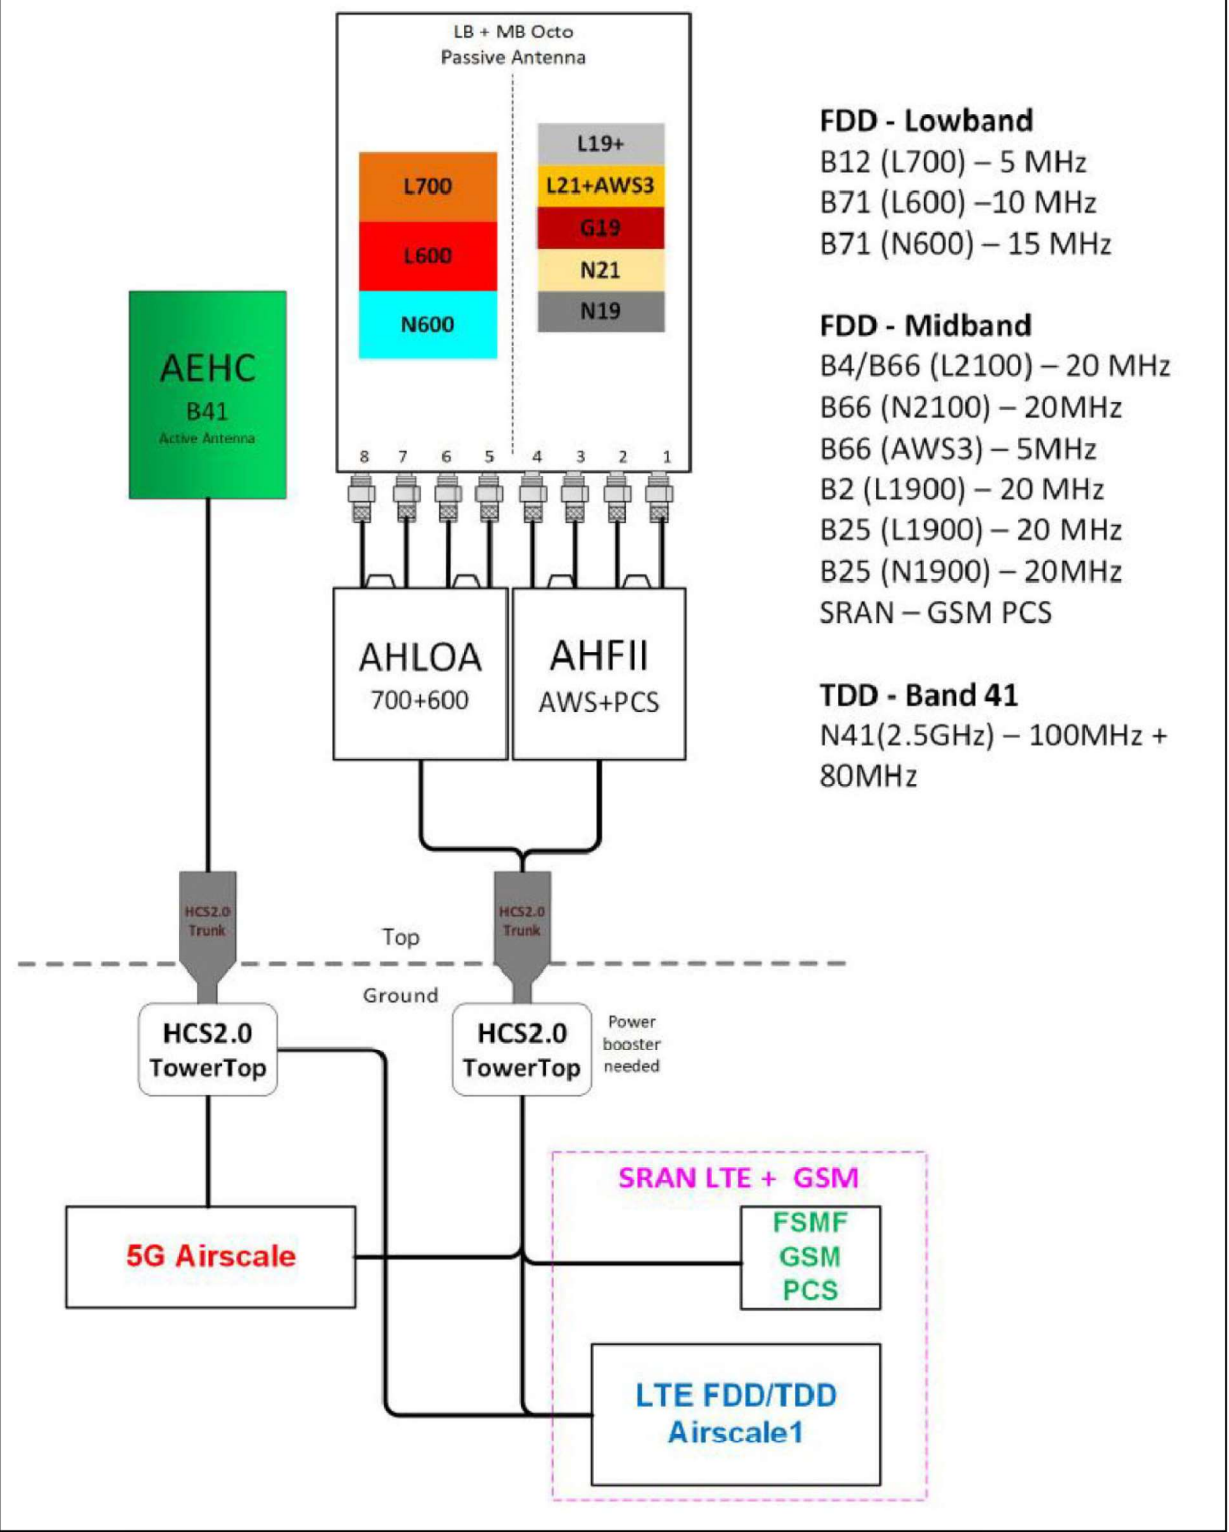 LB + MB Octo
Passive Antenna
L700
L600
N600
L19+
L21+AWS3
G19
N21
N19
8 7 6 5 4 3 2 1
AEHC
B41
Active Antenna
AHLOA
700+600
AHFII
AWS+PCS
FDD - Lowband
B12 (L700) – 5 MHz
B71 (L600) –10 MHz
B71 (N600) – 15 MHz
FDD - Midband
B4/B66 (L2100) – 20 MHz
B66 (N2100) – 20MHz
B66 (AWS3) – 5MHz
B2 (L1900) – 20 MHz
B25 (L1900) – 20 MHz
B25 (N1900) – 20MHz
SRAN – GSM PCS
TDD - Band 41
N41(2.5GHz) – 100MHz +
80MHz
HCS2.0
Trunk
HCS2.0
Trunk
Top
Ground
HCS2.0
TowerTop
HCS2.0
TowerTop
Power
booster
needed
SRAN LTE + GSM
5G Airscale
FSMF
GSM
PCS
LTE FDD/TDD
Airscale1